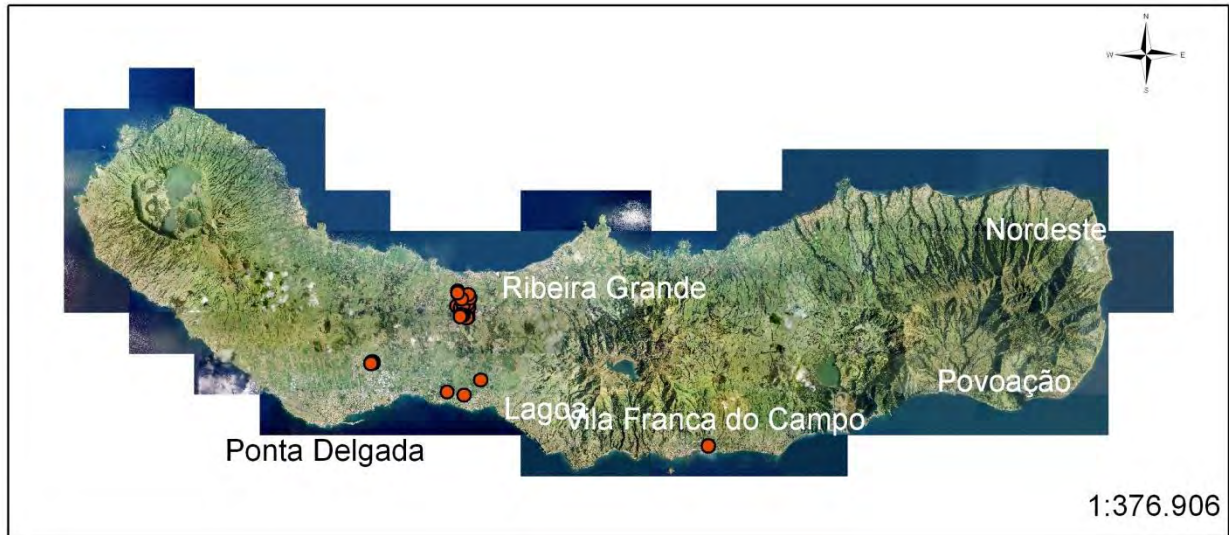 N
W E
S
Nordeste
Ribeira Grande
Povoação
Lagoa
Vila Franca do Campo
Ponta Delgada
1:376.906